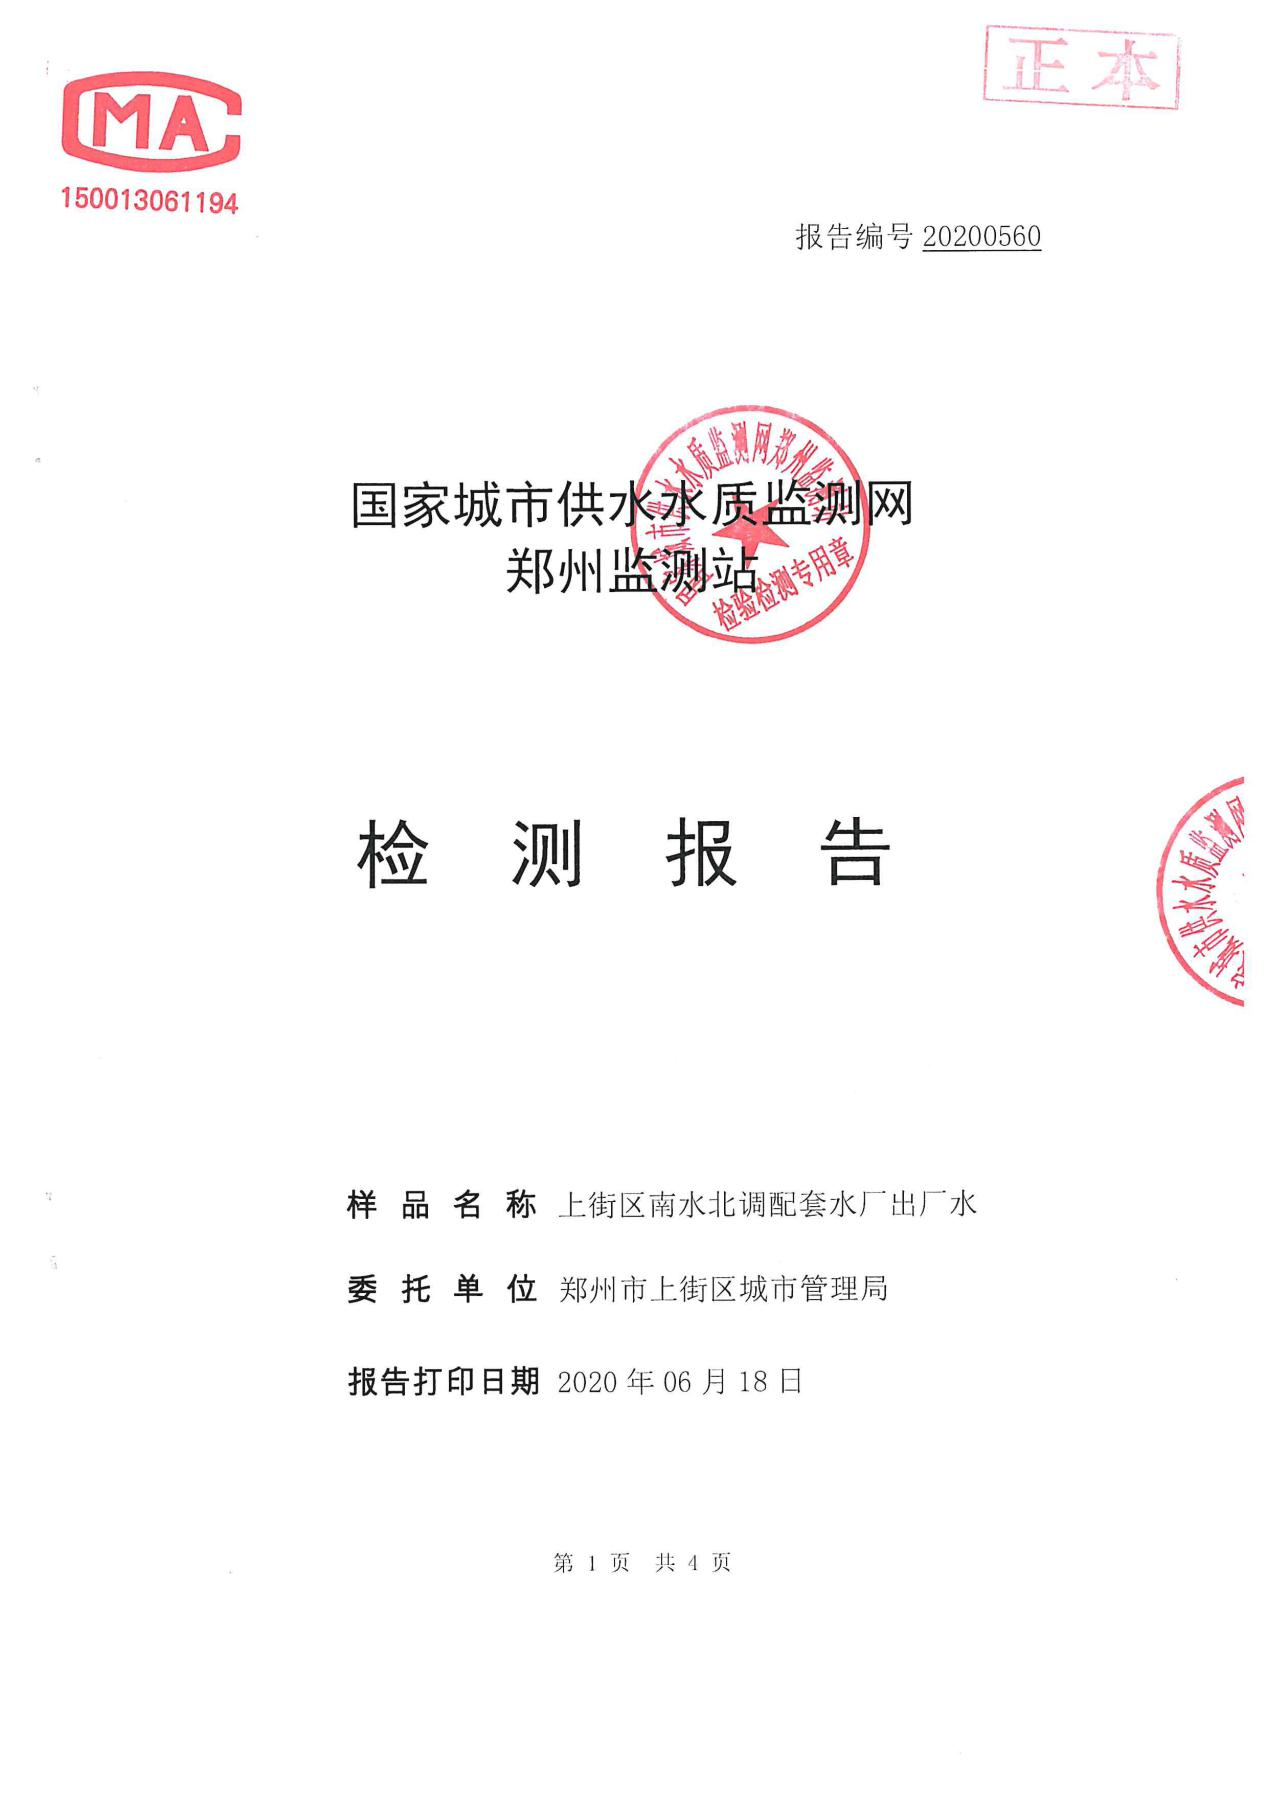 正本
MA
150013061194
报告编号 20200560
国家城市供水水质监测网
郑州监测站
检验检测专用章
检 测 报 告
样 品 名 称 上街区南水北调配套水厂出厂水
委 托 单 位 郑州市上街区城市管理局
报告打印日期 2020 年 06 月 18 日
第 1 页 共 4 页